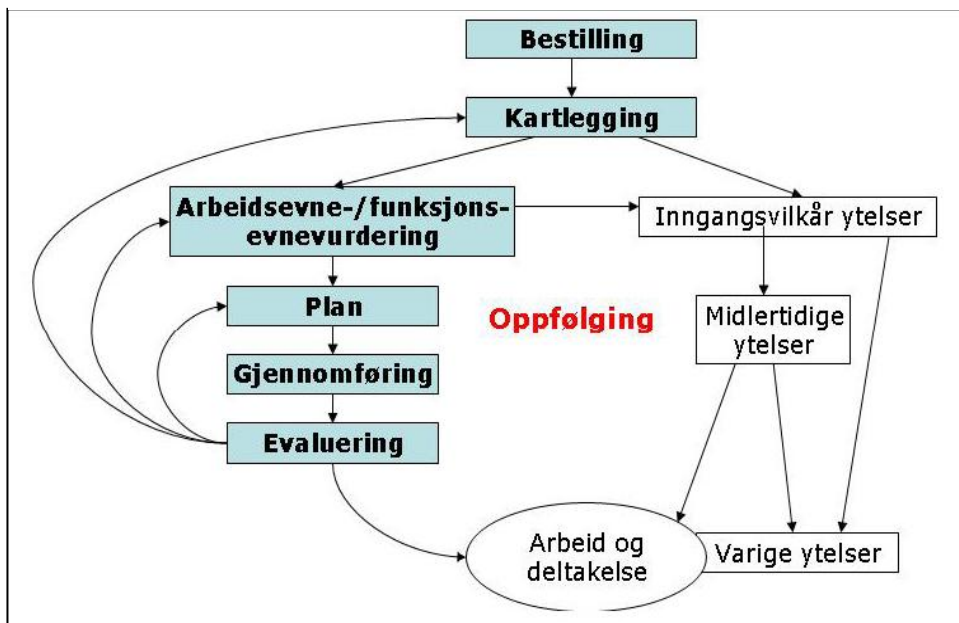 Bestilling
Kartlegging
Arbeidsevne-/funksjons-
evnevurdering
Inngangsvilkår ytelser
Plan
Oppfølging
Midlertidige
ytelser
Gjennomføring
Evaluering
Arbeid og
deltakelse
Varige ytelser